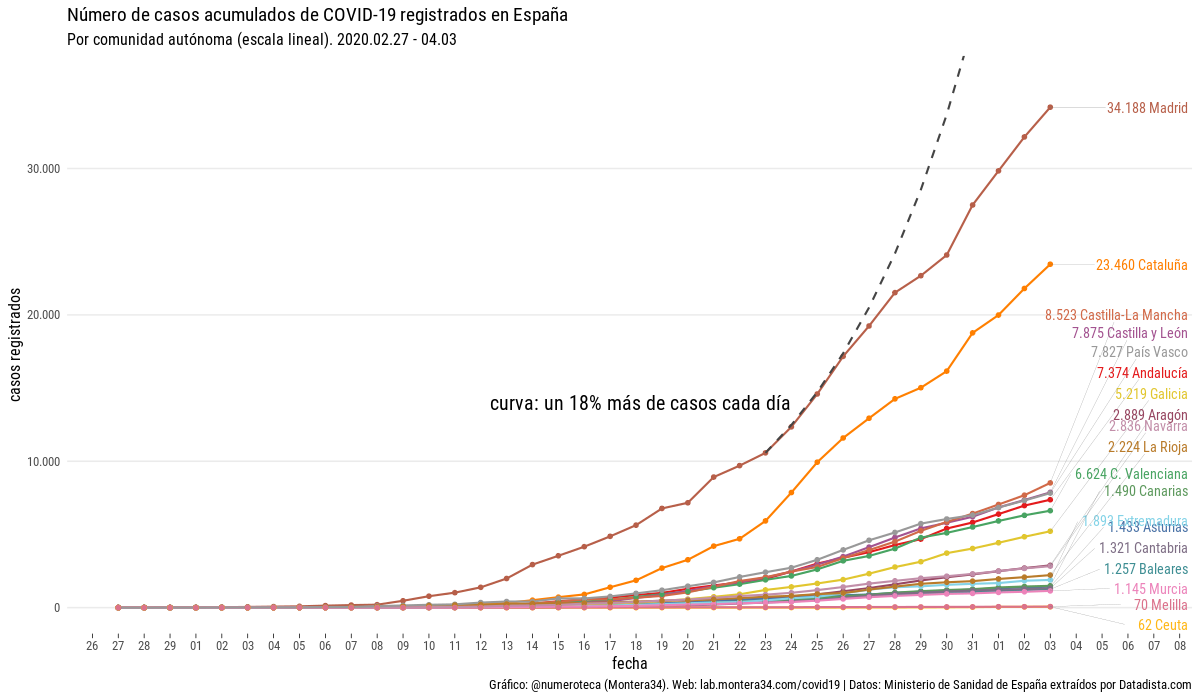 Número de casos acumulados de COVID-19 registrados en España
Por comunidad autónoma (escala lineal). 2020.02.27 - 04.03
casos registrados
30.000
20.000
10.000
0
curva: un 18% más de casos cada día
34.188 Madrid
23.460 Cataluña
8.523 Castilla-La Mancha
7.875 Castilla y León
7.827 País Vasco
7.374 Andalucía
5.219 Galicia
2.889 Aragón
2.836 Navarra
2.224 La Rioja
6.624 C. Valenciana
1.490 Canarias
1.893 Extremadura
1.433 Asturias
1.321 Cantabria
1.257 Baleares
1.145 Murcia
70 Melilla
62 Ceuta
26 27 28 29 01 02 03 04 05 06 07 08 09 10 11 12 13 14 15 16 17 18 19 20 21 22 23 24 25 26 27 28 29 30 31 01 02 03 04 05 06 07 08
fecha
Gráfico: @numeroteca (Montera34). Web: lab.montera34.com/covid19 | Datos: Ministerio de Sanidad de España extraídos por Datadista.com